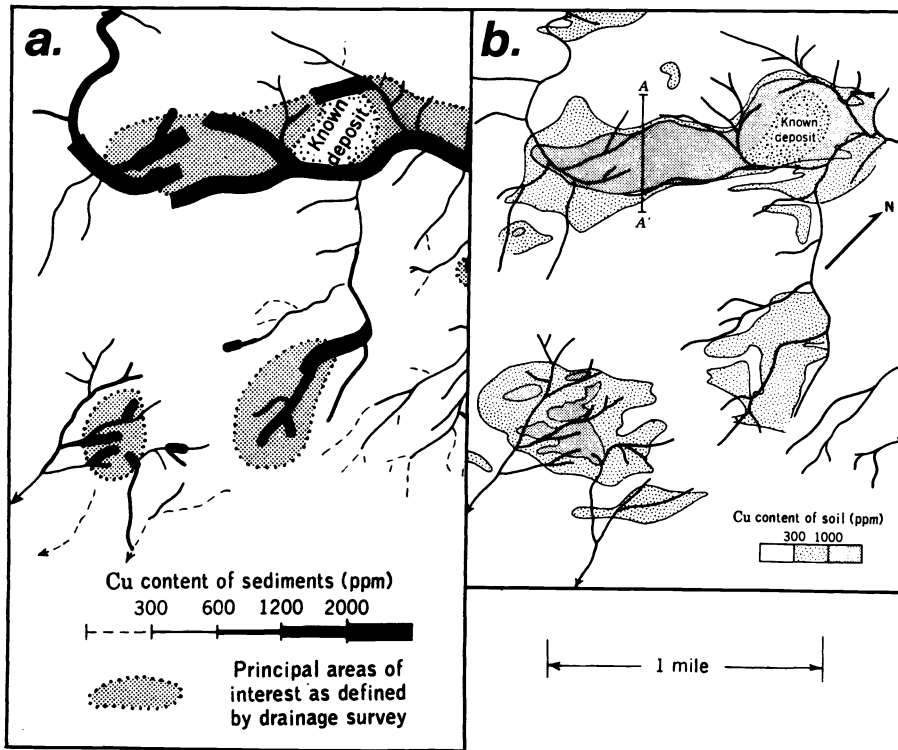 a.
Known
deposit
Cu content of sediments (ppm)
300 600 1200 2000
Principal areas of
interest as defined
by drainage survey
b.
A
Known
deposit
A'
N
Cu content of soil (ppm)
300 1000
1 mile